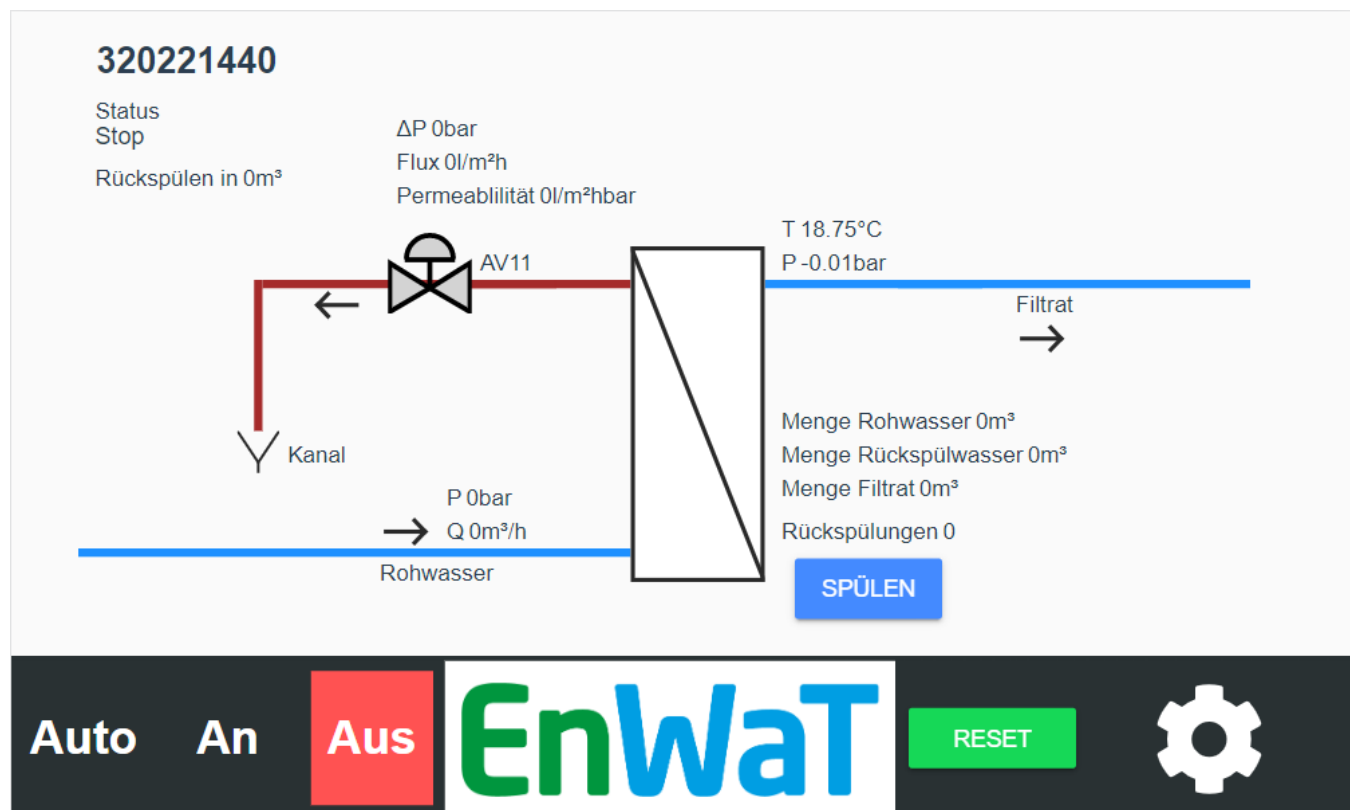 320221440
Status
Stop
Rückspülen in 0m³
ΔP 0bar
Flux 0l/m²h
Permeablilität 0l/m²hbar
AV11
T 18.75°C
P -0.01bar
Filtrat
Kanal
Menge Rohwasser 0m³
Menge Rückspülwasser 0m³
Menge Filtrat 0m³
Rückspülungen 0
P 0bar
Q 0m³/h
Rohwasser
SPÜLEN
Auto An Aus EnWaT RESET